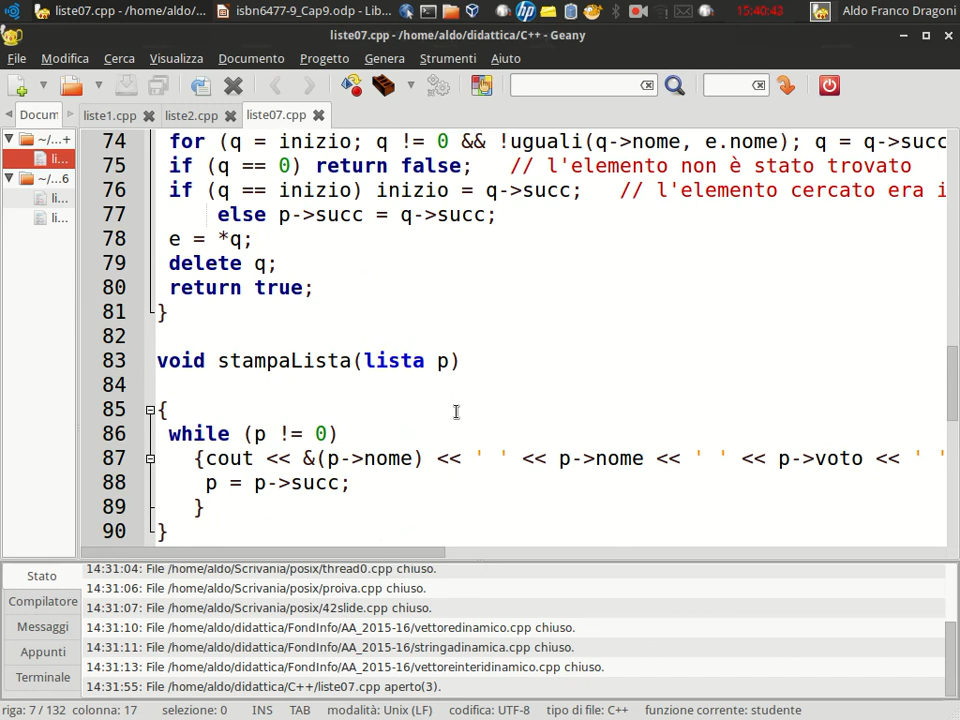 liste07.cpp - /home/aldo/...
isbn6477-9_Cap9.odp - Lib...
15:40:43
Aldo Franco Dragoni
liste07.cpp - /home/aldo/didattica/C++ - Geany
File Modifica Cerca Visualizza Documento Progetto Genera Strumenti Aiuto
Docum liste1.cpp liste2.cpp liste07.cpp
~/...+
li...
~/...6
li...
li...
74 for (q = inizio; q != 0 && !uguali(q->nome, e.nome); q = q->succ
75 if (q == 0) return false; // l'elemento non è stato trovato
76 if (q == inizio) inizio = q->succ; // l'elemento cercato era i
77 else p->succ = q->succ;
78 e = *q;
79 delete q;
80 return true;
81 }
82
83 void stampaLista(lista p)
84
85 {
86 while (p != 0)
87 {cout << &(p->nome) << ' ' << p->nome << ' ' << p->voto << ' '
88 p = p->succ;
89 }
90 }
Stato
Compilatore
Messaggi
Appunti
Terminale
14:31:04: File /home/aldo/Scrivania/posix/thread0.cpp chiuso.
14:31:06: File /home/aldo/Scrivania/posix/proiva.cpp chiuso.
14:31:07: File /home/aldo/Scrivania/posix/42slide.cpp chiuso.
14:31:10: File /home/aldo/didattica/FondInfo/AA_2015-16/vettoredinamico.cpp chiuso.
14:31:11: File /home/aldo/didattica/FondInfo/AA_2015-16/stringadinamica.cpp chiuso.
14:31:13: File /home/aldo/didattica/FondInfo/AA_2015-16/vettoreinteridinamico.cpp chiuso.
14:31:55: File /home/aldo/didattica/C++/liste07.cpp aperto(3).
riga: 7 / 132 colonna: 17 selezione: 0 INS TAB modalità: Unix (LF) codifica: UTF-8 tipo di file: C++ funzione corrente: studente